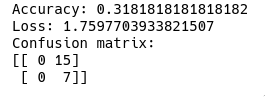 Accuracy: 0.3181818181818182
Loss: 1.7597703933821507
Confusion matrix:
[[ 0 15]
 [ 0  7]]